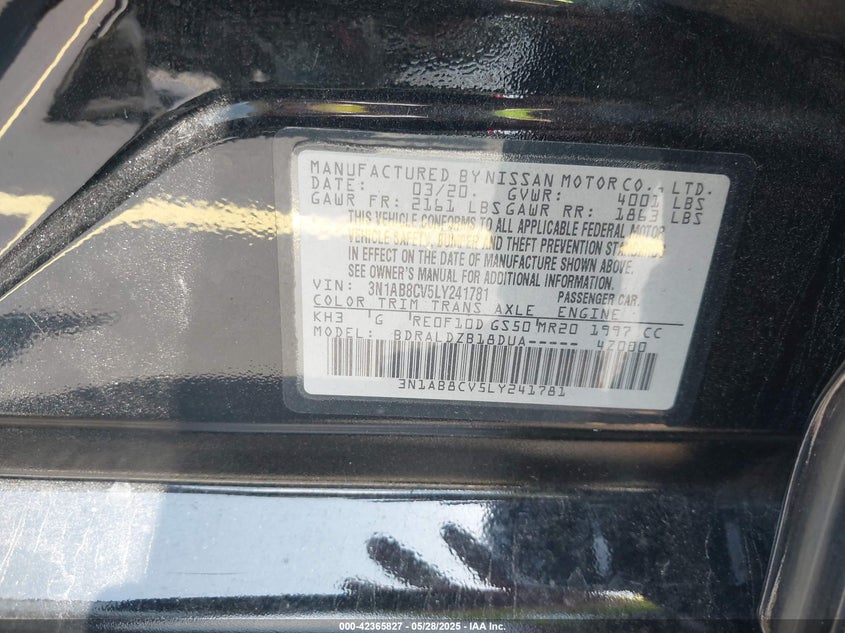 MANUFACTURED BY NISSAN MOTOR CO., LTD.
DATE: 03/20 GVWR: 4001 LBS
GAWR FR: 2161 LBS GAWR RR: 1863 LBS
THIS VEHICLE CONFORMS TO ALL APPLICABLE FEDERAL MOTOR
VEHICLE SAFETY, BUMPER AND THEFT PREVENTION STANDARDS
IN EFFECT ON THE DATE OF MANUFACTURE SHOWN ABOVE.
SEE OWNER'S MANUAL FOR ADDITIONAL INFORMATION.
VIN: 3N1AB8CV5LY241781 PASSENGER CAR
COLOR TRIM TRANS AXLE ENGINE
KH3 G RE0F10D GS50 MR20 1997 CC
MODEL: BDRALDZB18DUA----- 4Z000
3N1AB8CV5LY241781
000-42365827 - 05/28/2025 - IAA Inc.